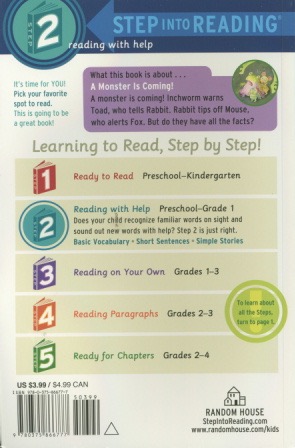 2
STEP INTO READING®
reading with help
It's time for YOU!
Pick your favorite
spot to read.
This is going to be
a great book!
What this book is about . . .
A Monster Is Coming!
A monster is coming! Inchworm warns
Toad, who tells Rabbit. Rabbit tips off Mouse,
who alerts Fox. But do they have all the facts?
Learning to Read, Step by Step!
1 Ready to Read Preschool–Kindergarten
2 Reading with Help Preschool–Grade 1
Does your child recognize familiar words on sight and
sound out new words with help? Step 2 is just right.
Basic Vocabulary • Short Sentences • Simple Stories
3 Reading on Your Own Grades 1–3
4 Reading Paragraphs Grades 2–3
5 Ready for Chapters Grades 2–4
To learn about
all the Steps,
turn to page 1.
US $3.99 / $4.99 CAN
50399
9 780375 866777
RANDOM HOUSE
StepIntoReading.com
www.randomhouse.com/kids